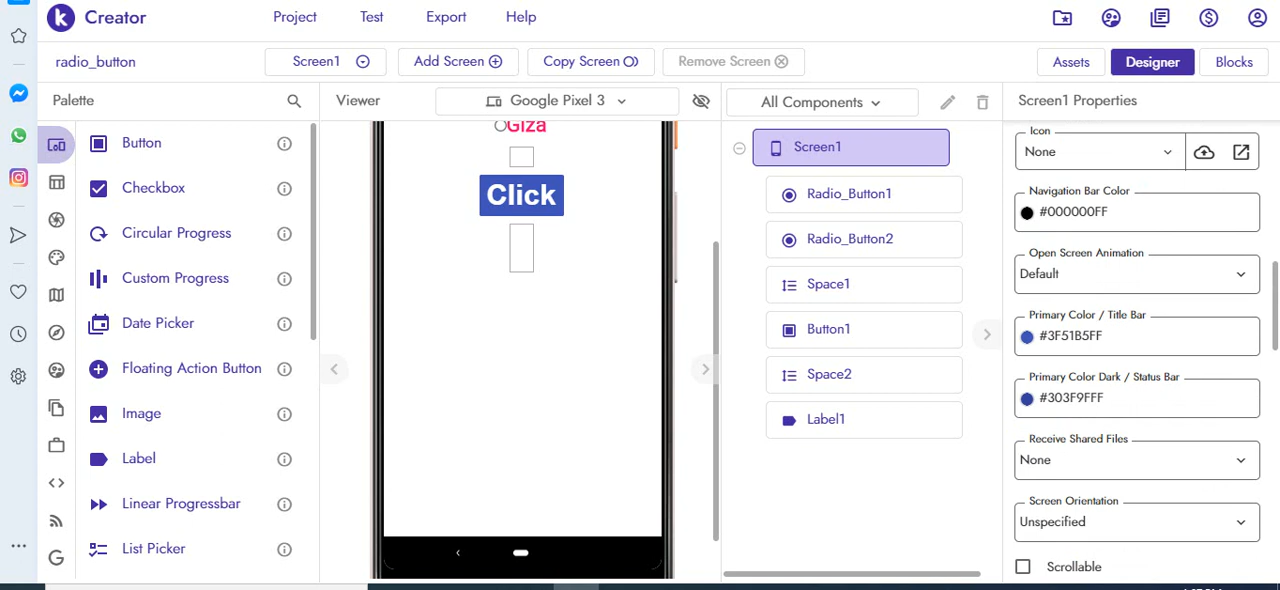 Creator
Project
Test
Export
Help
radio_button
Screen1
Add Screen
Copy Screen
Remove Screen
Assets
Designer
Blocks
Palette
Viewer
Google Pixel 3
All Components
Screen1 Properties
Button
Checkbox
Circular Progress
Custom Progress
Date Picker
Floating Action Button
Image
Label
Linear Progressbar
List Picker
Giza
Click
Screen1
Radio_Button1
Radio_Button2
Space1
Button1
Space2
Label1
Icon
None
Navigation Bar Color
#000000FF
Open Screen Animation
Default
Primary Color / Title Bar
#3F51B5FF
Primary Color Dark / Status Bar
#303F9FFF
Receive Shared Files
None
Screen Orientation
Unspecified
Scrollable